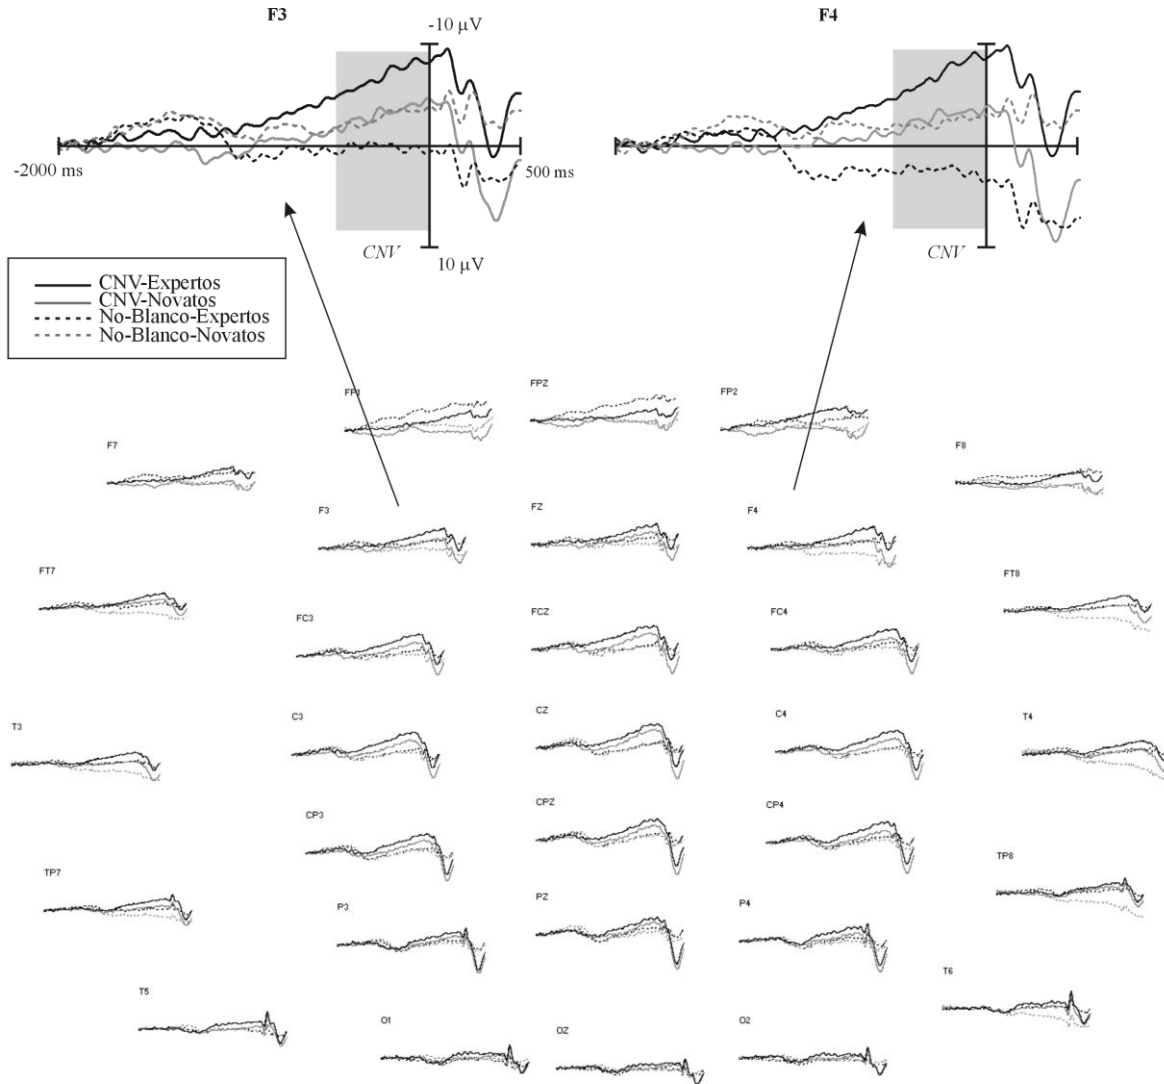 F3
F4
-10 µV
-2000 ms
500 ms
CNV
CNV
10 µV
CNV-Expertos
CNV-Novatos
No-Blanco-Expertos
No-Blanco-Novatos
FP1
FPZ
FP2
F7
F8
F3
FZ
F4
FT7
FT8
FC3
FCZ
FC4
T3
C3
CZ
C4
T4
CP3
CPZ
CP4
TP7
TP8
P3
PZ
P4
T5
T6
O1
OZ
O2